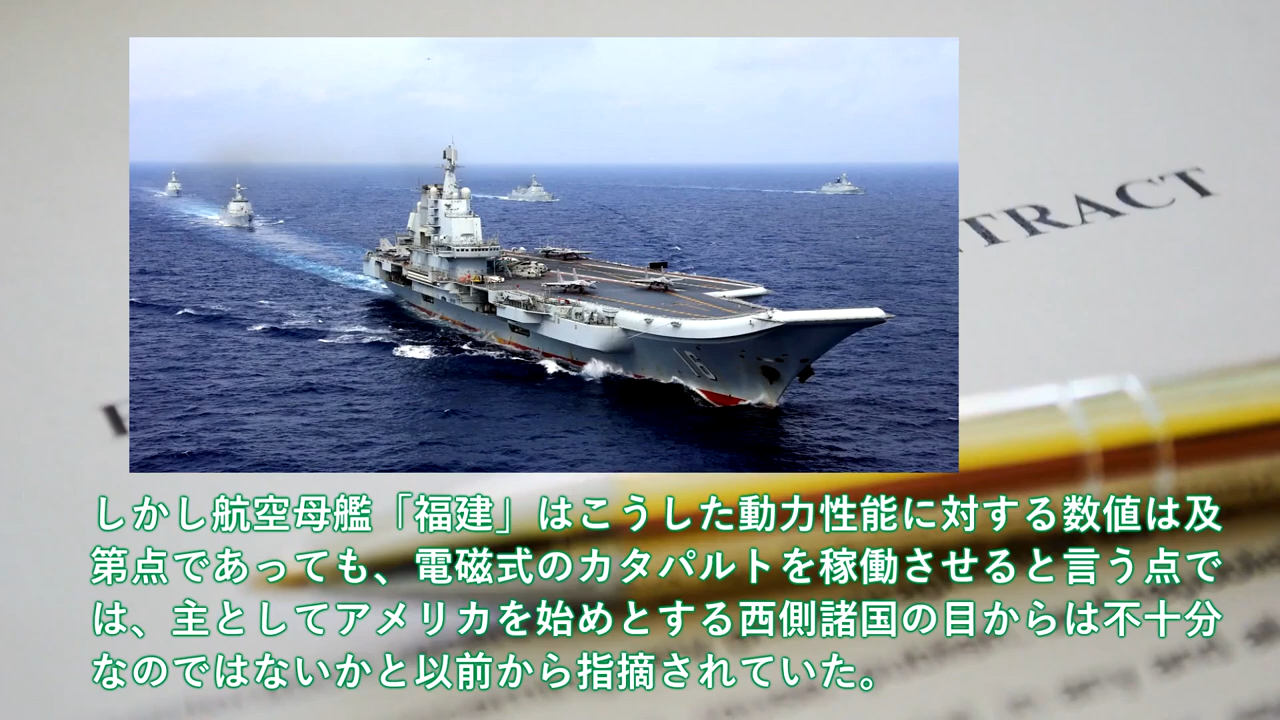 TRACT
16
しかし航空母艦「福建」はこうした動力性能に対する数値は及
第点であっても、電磁式のカタパルトを稼働させると言う点で
は、主としてアメリカを始めとする西側諸国の目からは不十分
なのではないかと以前から指摘されていた。